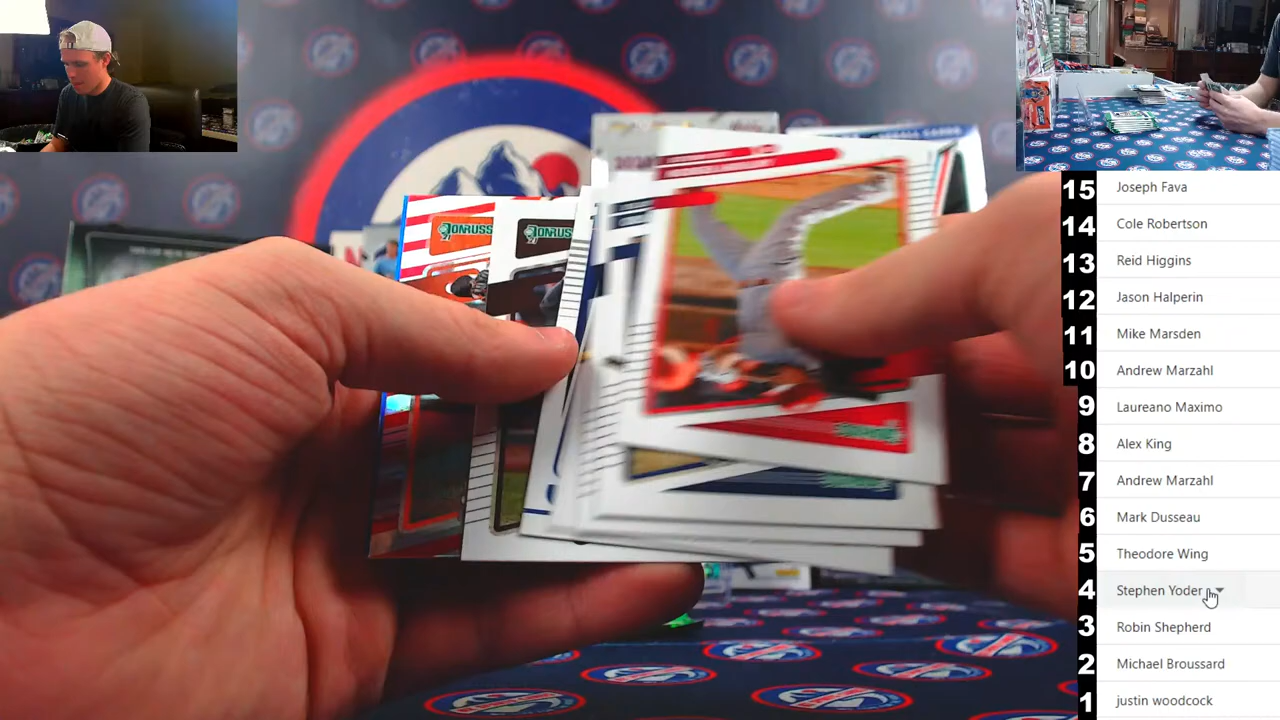 15 Joseph Fava
14 Cole Robertson
13 Reid Higgins
12 Jason Halperin
11 Mike Marsden
10 Andrew Marzahl
9 Laureano Maximo
8 Alex King
7 Andrew Marzahl
6 Mark Dusseau
5 Theodore Wing
4 Stephen Yoder
3 Robin Shepherd
2 Michael Broussard
1 justin woodcock
DONRUSS
DONRUSS